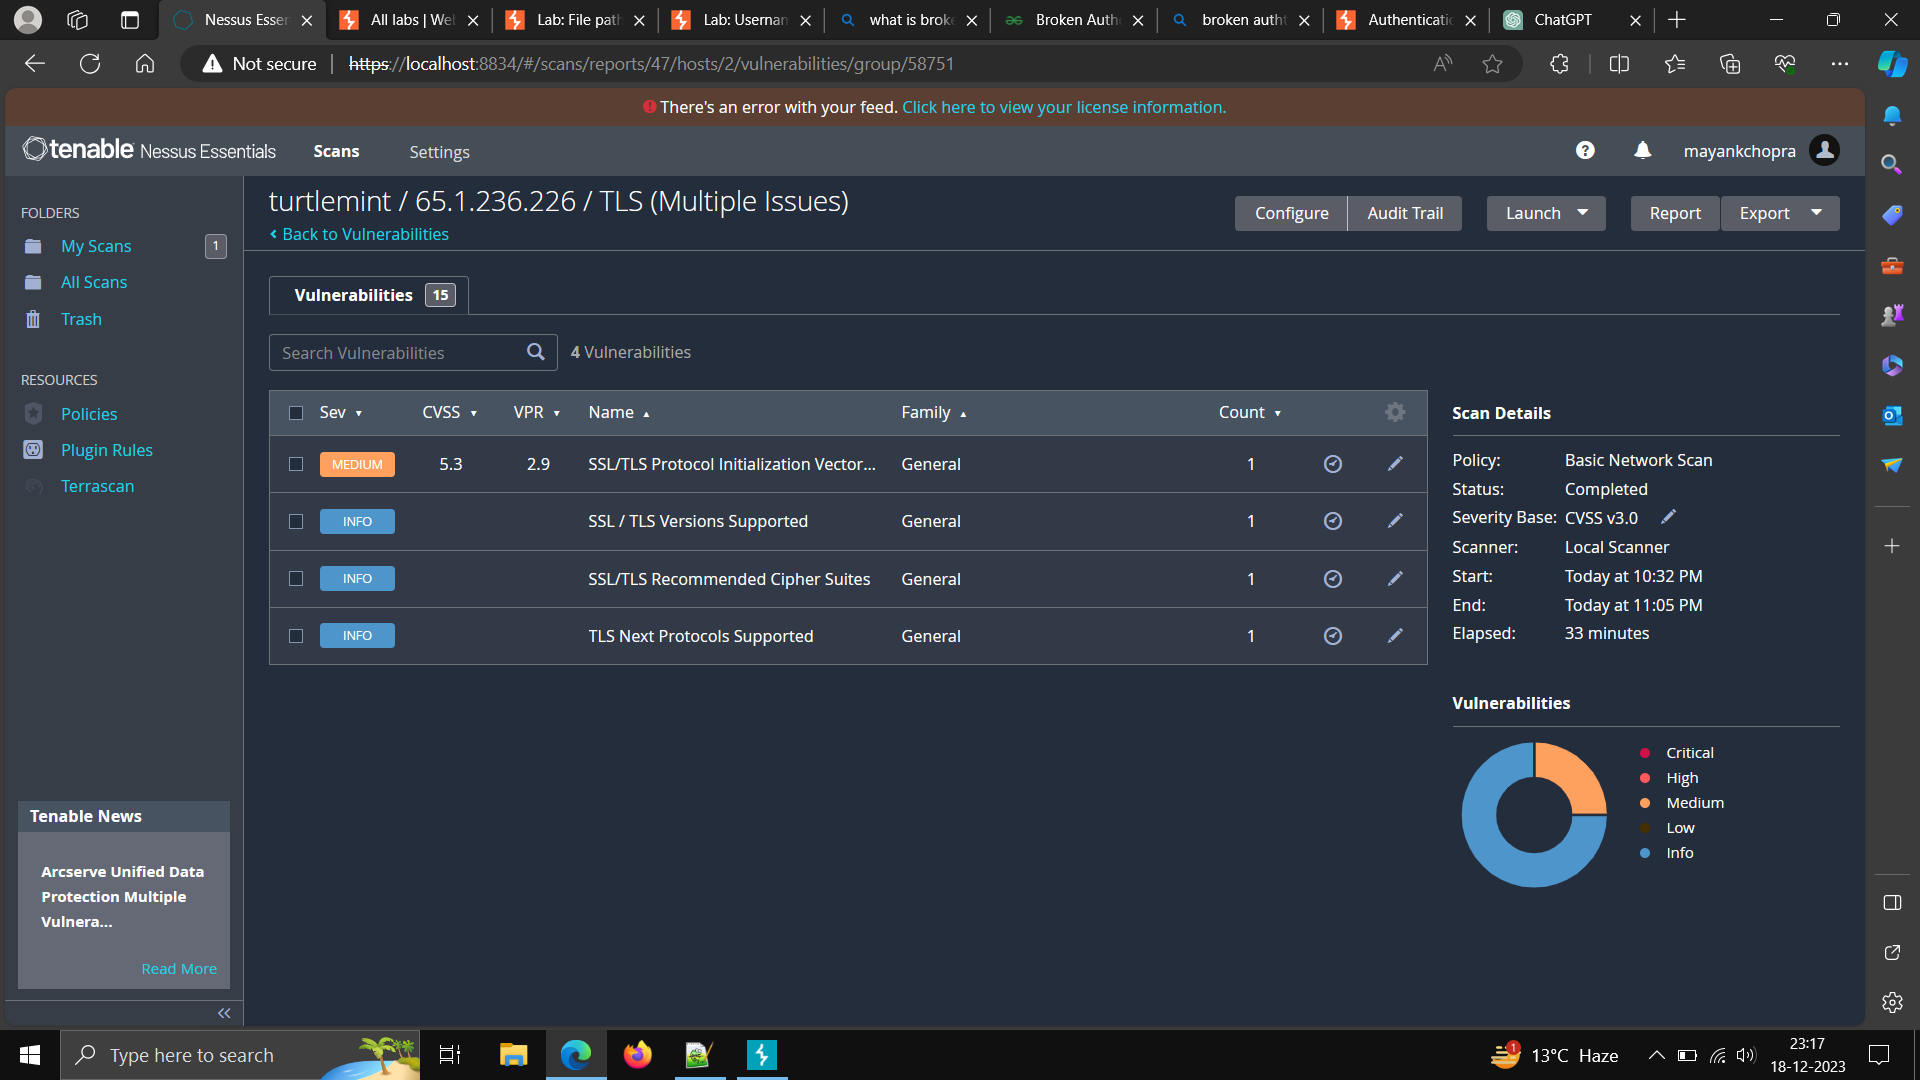 Nessus Essen
All labs | We
Lab: File pat
Lab: Usernam
what is broke
Broken Auth
broken autht
Authenticatio
ChatGPT
Not secure
https://localhost:8834/#/scans/reports/47/hosts/2/vulnerabilities/group/58751
There's an error with your feed. Click here to view your license information.
tenable Nessus Essentials
Scans
Settings
mayankchopra
FOLDERS
My Scans
1
All Scans
Trash
RESOURCES
Policies
Plugin Rules
Terrascan
turtlemint / 65.1.236.226 / TLS (Multiple Issues)
Back to Vulnerabilities
Configure
Audit Trail
Launch
Report
Export
Vulnerabilities 15
Search Vulnerabilities
4 Vulnerabilities
Sev CVSS VPR Name Family Count
MEDIUM 5.3 2.9 SSL/TLS Protocol Initialization Vector... General 1
INFO SSL / TLS Versions Supported General 1
INFO SSL/TLS Recommended Cipher Suites General 1
INFO TLS Next Protocols Supported General 1
Scan Details
Policy: Basic Network Scan
Status: Completed
Severity Base: CVSS v3.0
Scanner: Local Scanner
Start: Today at 10:32 PM
End: Today at 11:05 PM
Elapsed: 33 minutes
Vulnerabilities
Critical
High
Medium
Low
Info
Tenable News
Arcserve Unified Data
Protection Multiple
Vulnera...
Read More
Type here to search
1
13°C Haze
23:17
18-12-2023